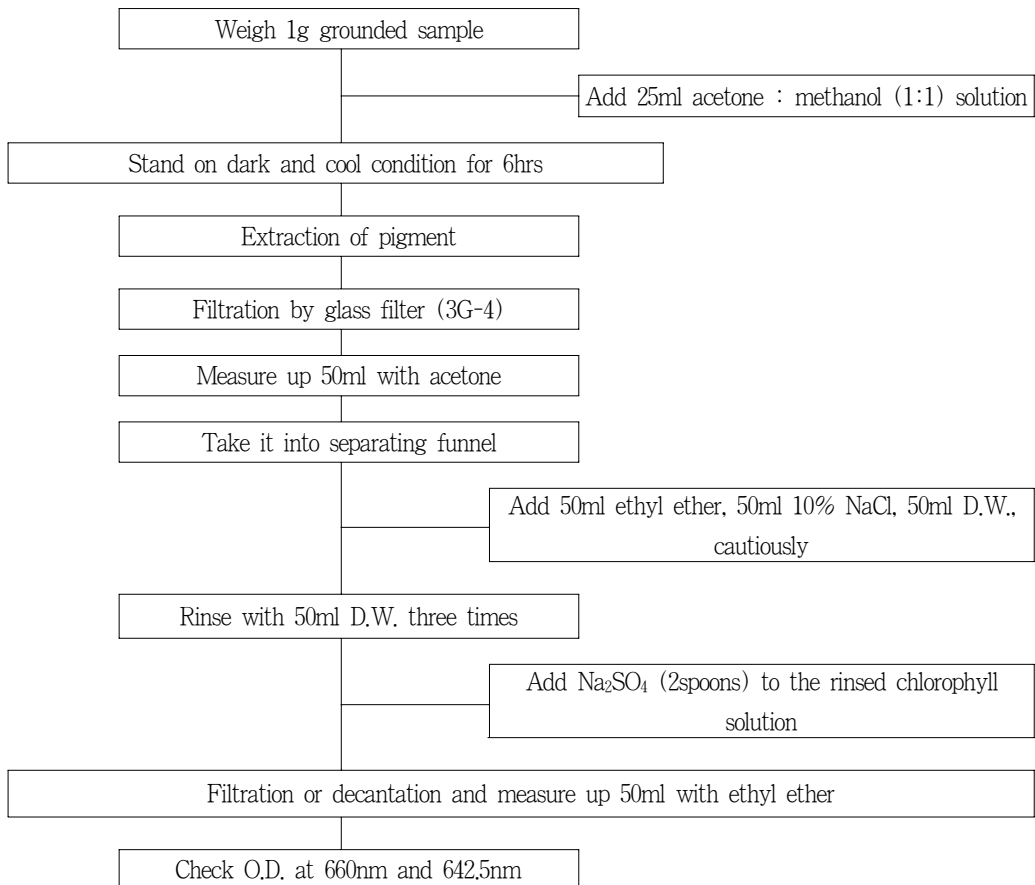 Weigh 1g grounded sample
Add 25ml acetone : methanol (1:1) solution
Stand on dark and cool condition for 6hrs
Extraction of pigment
Filtration by glass filter (3G-4)
Measure up 50ml with acetone
Take it into separating funnel
Add 50ml ethyl ether, 50ml 10% NaCl, 50ml D.W.,
cautiously
Rinse with 50ml D.W. three times
Add Na₂SO₄ (2spoons) to the rinsed chlorophyll
solution
Filtration or decantation and measure up 50ml with ethyl ether
Check O.D. at 660nm and 642.5nm